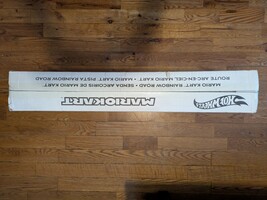 HOT WHEELS
MARIOKART
MARIO KART RAINBOW ROAD • SENDA ARCOÍRIS DE MARIO KART
ROUTE ARC-EN-CIEL MARIO KART • MARIO KART PISTA RAINBOW ROAD